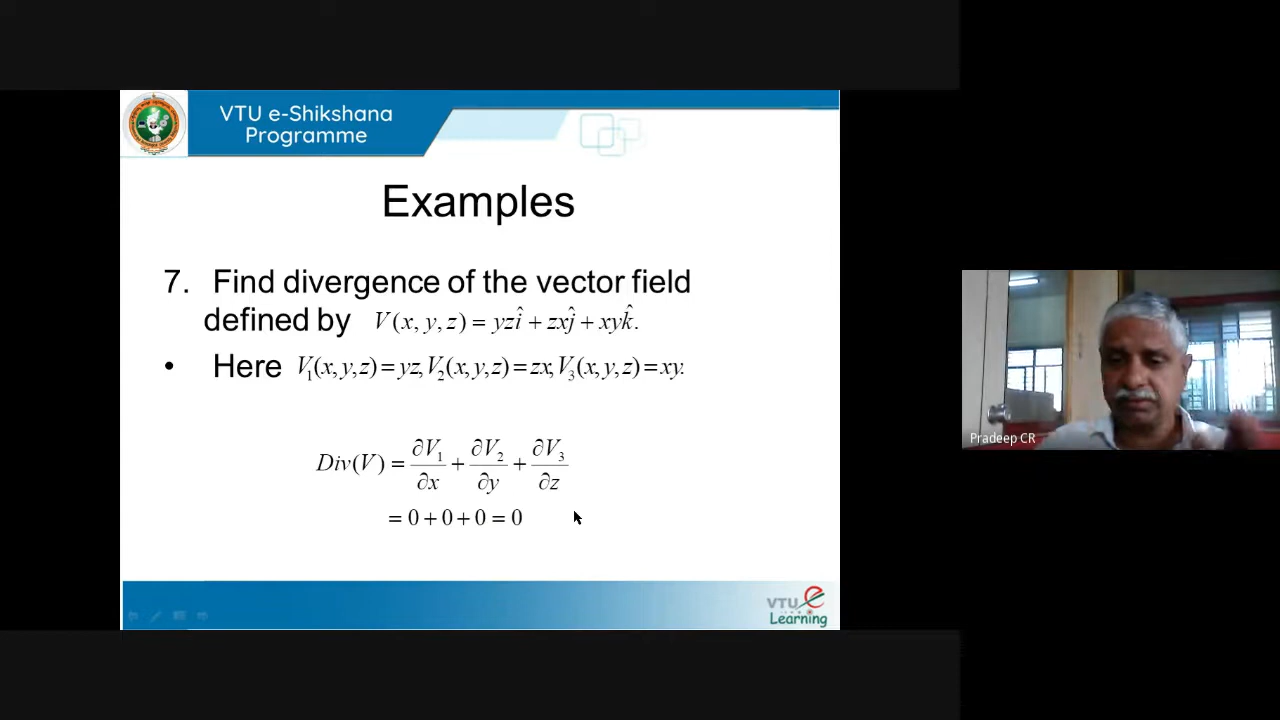 VTU e-Shikshana
Programme
Examples
7. Find divergence of the vector field
defined by V(x, y, z) = yzî + zxĵ + xyk̂.
• Here V₁(x, y, z) = yz, V₂(x, y, z) = zx, V₃(x, y, z) = xy.
Div(V) = ∂V₁/∂x + ∂V₂/∂y + ∂V₃/∂z
= 0 + 0 + 0 = 0
Pradeep CR
VTU e
Learning